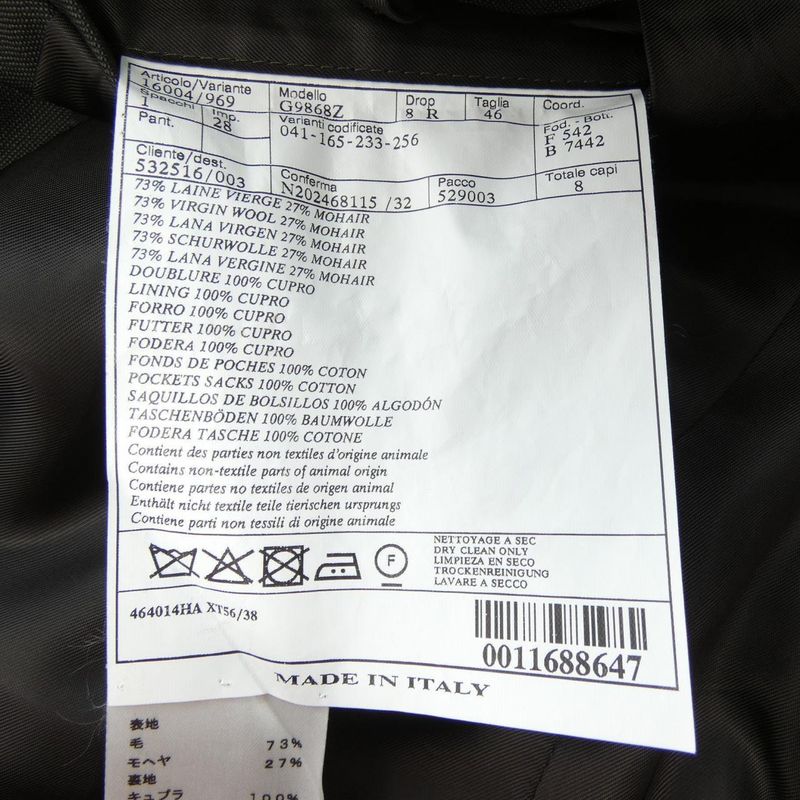 Articolo/Variante Modello Drop Taglia Coord.
16004/969 G9868Z 8 R 46
Spacchi Imp. Varianti codificate Fod. - Bott.
1 28 041-165-233-256 F 542
Pant. B 7442
Cliente/dest. Conferma Pacco Totale capi
532516/003 N202468115 /32 529003 8
73% LAINE VIERGE 27% MOHAIR
73% VIRGIN WOOL 27% MOHAIR
73% LANA VIRGEN 27% MOHAIR
73% SCHURWOLLE 27% MOHAIR
73% LANA VERGINE 27% MOHAIR
DOUBLURE 100% CUPRO
LINING 100% CUPRO
FORRO 100% CUPRO
FUTTER 100% CUPRO
FODERA 100% CUPRO
FONDS DE POCHES 100% COTON
POCKETS SACKS 100% COTTON
SAQUILLOS DE BOLSILLOS 100% ALGODÓN
TASCHENBÖDEN 100% BAUMWOLLE
FODERA TASCHE 100% COTONE
Contient des parties non textiles d'origine animale
Contains non-textile parts of animal origin
Contiene partes no textiles de origen animal
Enthält nicht textile teile tierischen ursprungs
Contiene parti non tessili di origine animale
F
NETTOYAGE A SEC
DRY CLEAN ONLY
LIMPIEZA EN SECO
TROCKENREINIGUNG
LAVARE A SECCO
464014HA XT56/38
0011688647
MADE IN ITALY
表地
毛 73%
モヘヤ 27%
裏地
キュプラ 100%